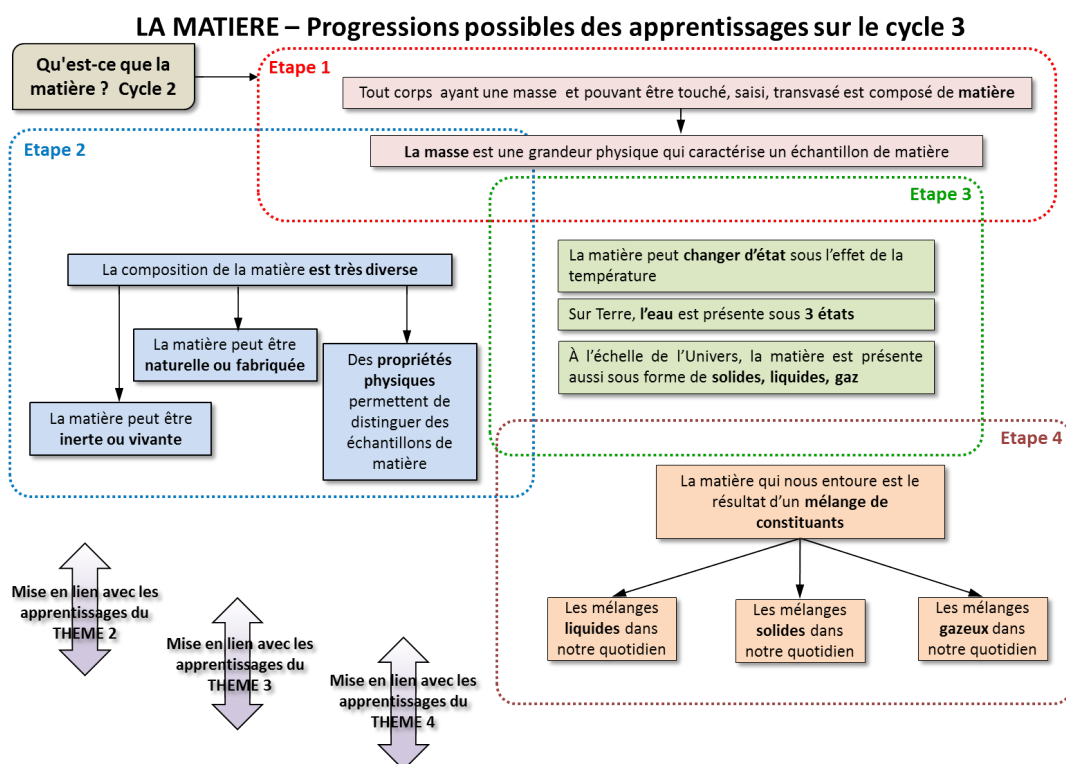 LA MATIERE – Progressions possibles des apprentissages sur le cycle 3
Qu'est-ce que la
matière ? Cycle 2
Etape 1
Tout corps ayant une masse et pouvant être touché, saisi, transvasé est composé de matière
La masse est une grandeur physique qui caractérise un échantillon de matière
Etape 2
La composition de la matière est très diverse
La matière peut être
naturelle ou fabriquée
La matière peut être
inerte ou vivante
Des propriétés
physiques
permettent de
distinguer des
échantillons de
matière
Etape 3
La matière peut changer d'état sous l'effet de la
température
Sur Terre, l'eau est présente sous 3 états
À l'échelle de l'Univers, la matière est présente
aussi sous forme de solides, liquides, gaz
Etape 4
La matière qui nous entoure est le
résultat d'un mélange de
constituants
Les mélanges
liquides dans
notre quotidien
Les mélanges
solides dans
notre quotidien
Les mélanges
gazeux dans
notre quotidien
Mise en lien avec les
apprentissages du
THEME 2
Mise en lien avec les
apprentissages du
THEME 3
Mise en lien avec les
apprentissages du
THEME 4